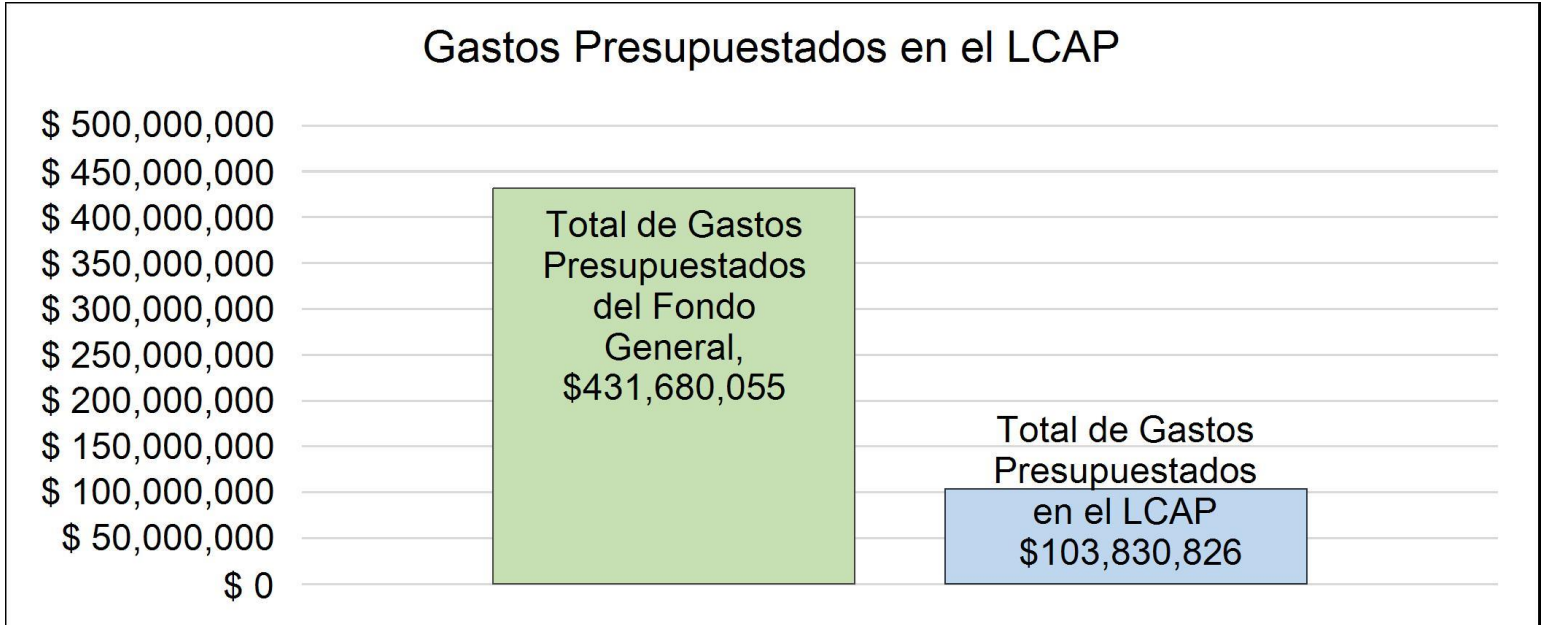 Gastos Presupuestados en el LCAP
$ 500,000,000
$ 450,000,000
$ 400,000,000
$ 350,000,000
$ 300,000,000
$ 250,000,000
$ 200,000,000
$ 150,000,000
$ 100,000,000
$ 50,000,000
$ 0
Total de Gastos
Presupuestados
del Fondo
General,
$431,680,055
Total de Gastos
Presupuestados
en el LCAP
$103,830,826